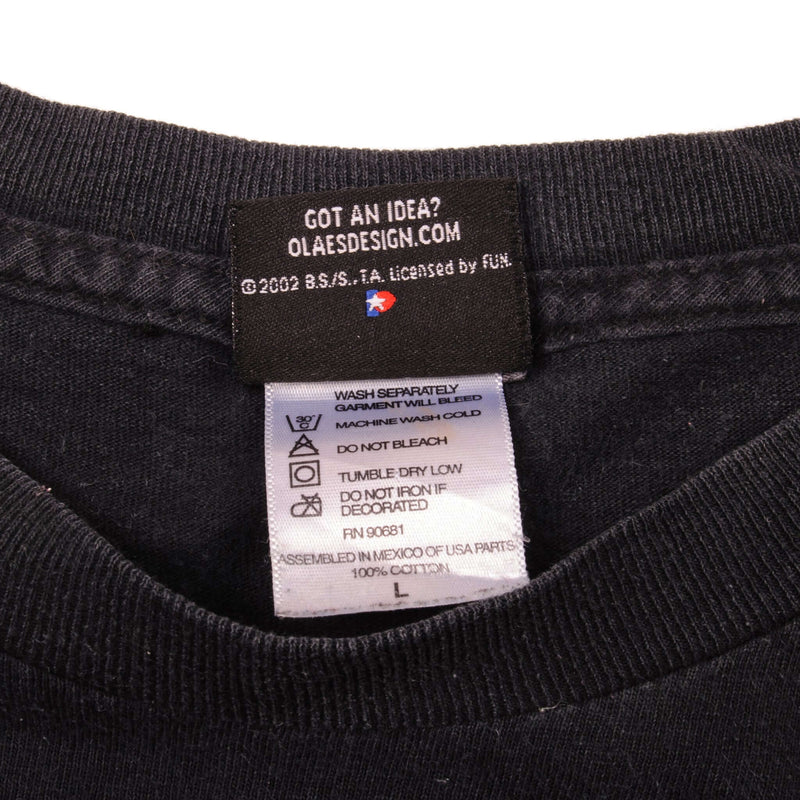 GOT AN IDEA?
OLAESDESIGN.COM
©2002 B.S./S..T.A. Licensed by FUN.
WASH SEPARATELY
GARMENT WILL BLEED
30°
C
MACHINE WASH COLD
DO NOT BLEACH
TUMBLE DRY LOW
DO NOT IRON IF
DECORATED
RN 90681
ASSEMBLED IN MEXICO OF USA PARTS
100% COTTON
L